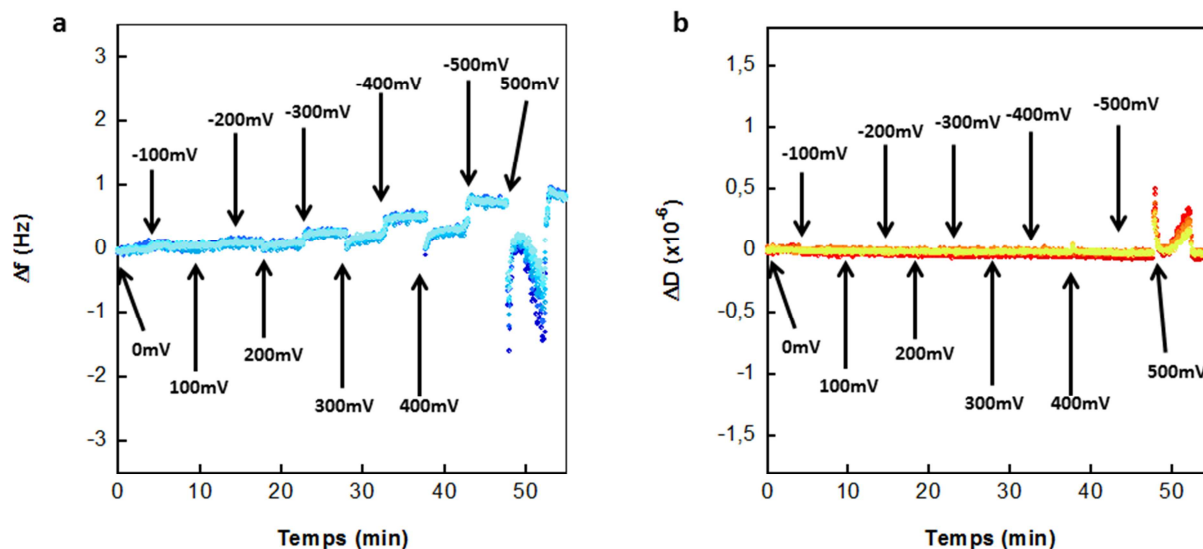 a
Δf (Hz)
3
2
1
0
-1
-2
-3
-100mV
-200mV
-300mV
-400mV
-500mV
500mV
0mV
100mV
200mV
300mV
400mV
0 10 20 30 40 50
Temps (min)
b
ΔD (x10⁻⁶)
1,5
1
0,5
0
-0,5
-1
-1,5
-100mV
-200mV
-300mV
-400mV
-500mV
0mV
100mV
200mV
300mV
400mV
500mV
0 10 20 30 40 50
Temps (min)